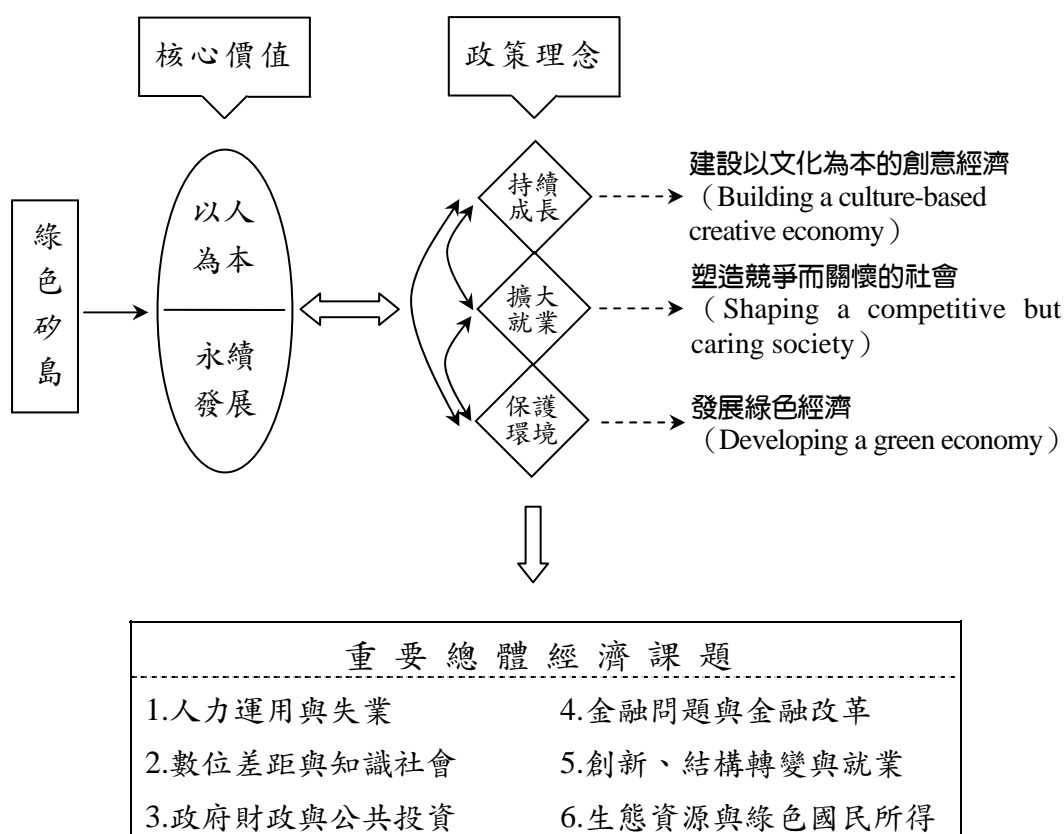 核心價值
政策理念
綠色矽島
以人
為本
永續
發展
持續
成長
擴大
就業
保護
環境
建設以文化為本的創意經濟
（Building a culture-based
creative economy）
塑造競爭而關懷的社會
（Shaping a competitive but
caring society）
發展綠色經濟
（Developing a green economy）
重要總體經濟課題
1.人力運用與失業
2.數位差距與知識社會
3.政府財政與公共投資
4.金融問題與金融改革
5.創新、結構轉變與就業
6.生態資源與綠色國民所得